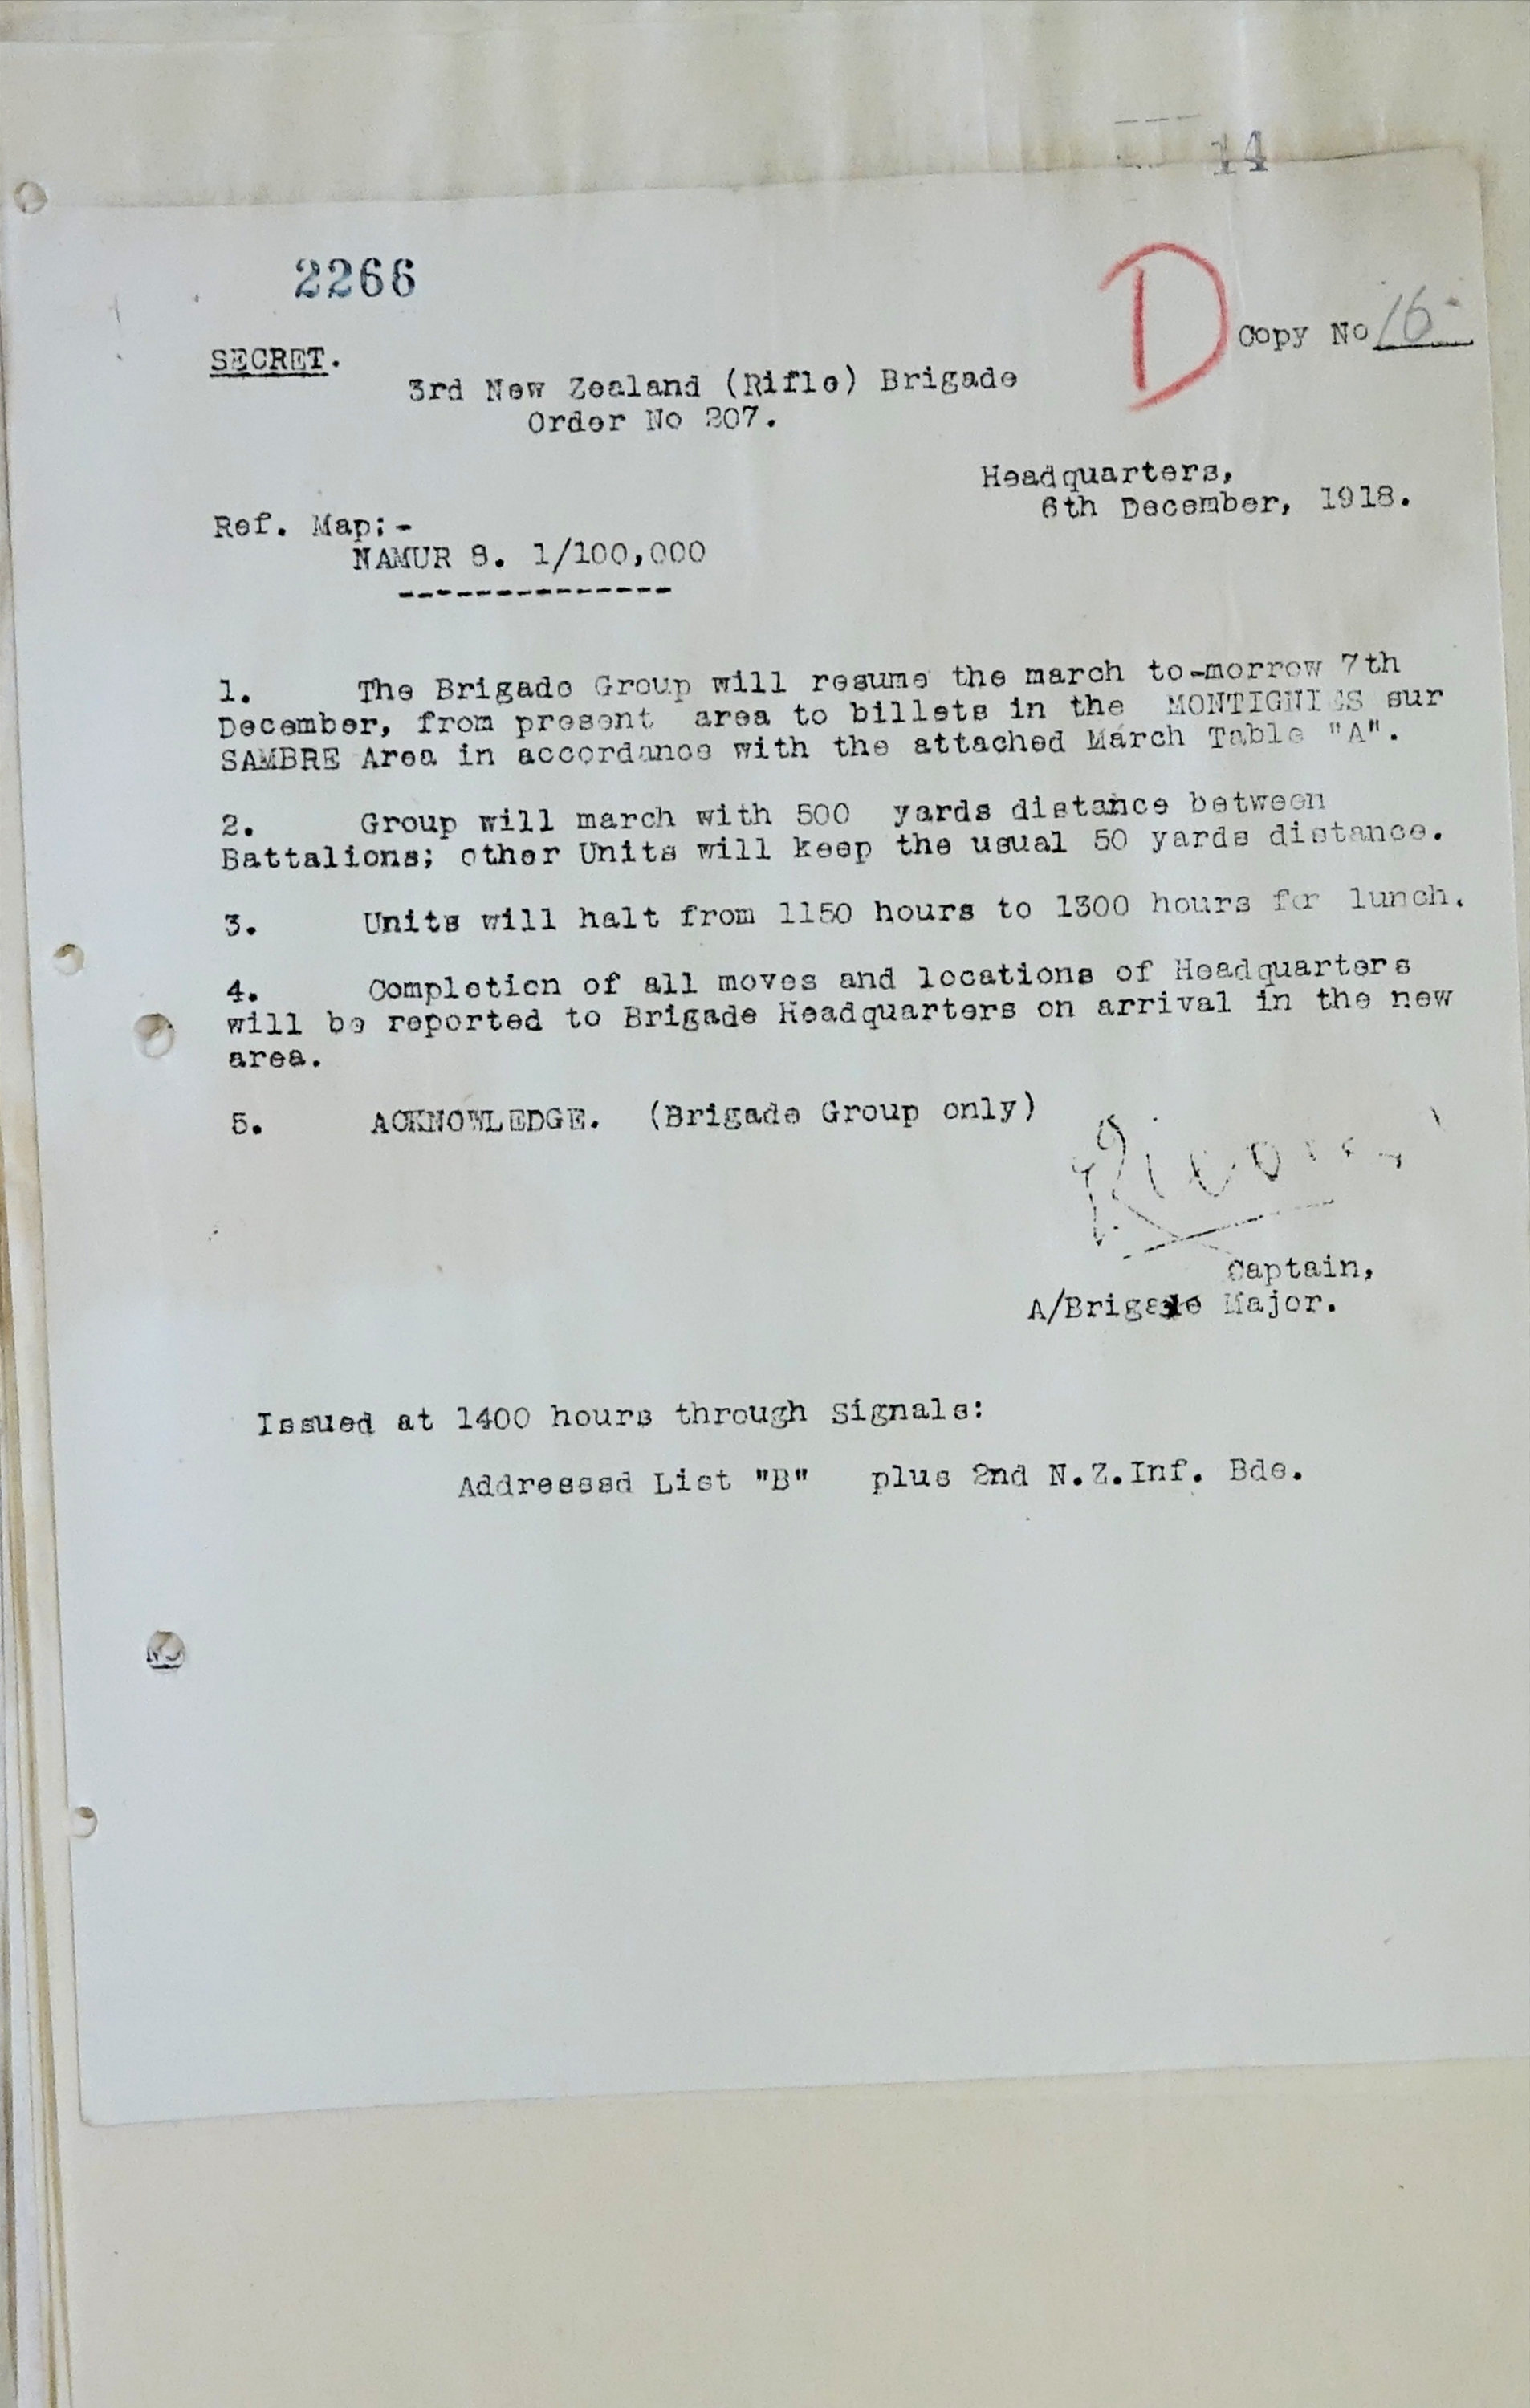 14
2266
D
Copy No 16
SECRET.
3rd New Zealand (Rifle) Brigade
Order No 207.
Headquarters,
6th December, 1918.
Ref. Map:-
NAMUR 8. 1/100,000
1. The Brigade Group will resume the march to-morrow 7th
December, from present area to billets in the MONTIGNIES sur
SAMBRE Area in accordance with the attached March Table "A".
2. Group will march with 500 yards distance between
Battalions; other Units will keep the usual 50 yards distance.
3. Units will halt from 1150 hours to 1300 hours for lunch.
4. Completion of all moves and locations of Headquarters
will be reported to Brigade Headquarters on arrival in the new
area.
5. ACKNOWLEDGE. (Brigade Group only)
Captain,
A/Brigade Major.
Issued at 1400 hours through Signals:
Addresssd List "B" plus 2nd N.Z.Inf. Bde.